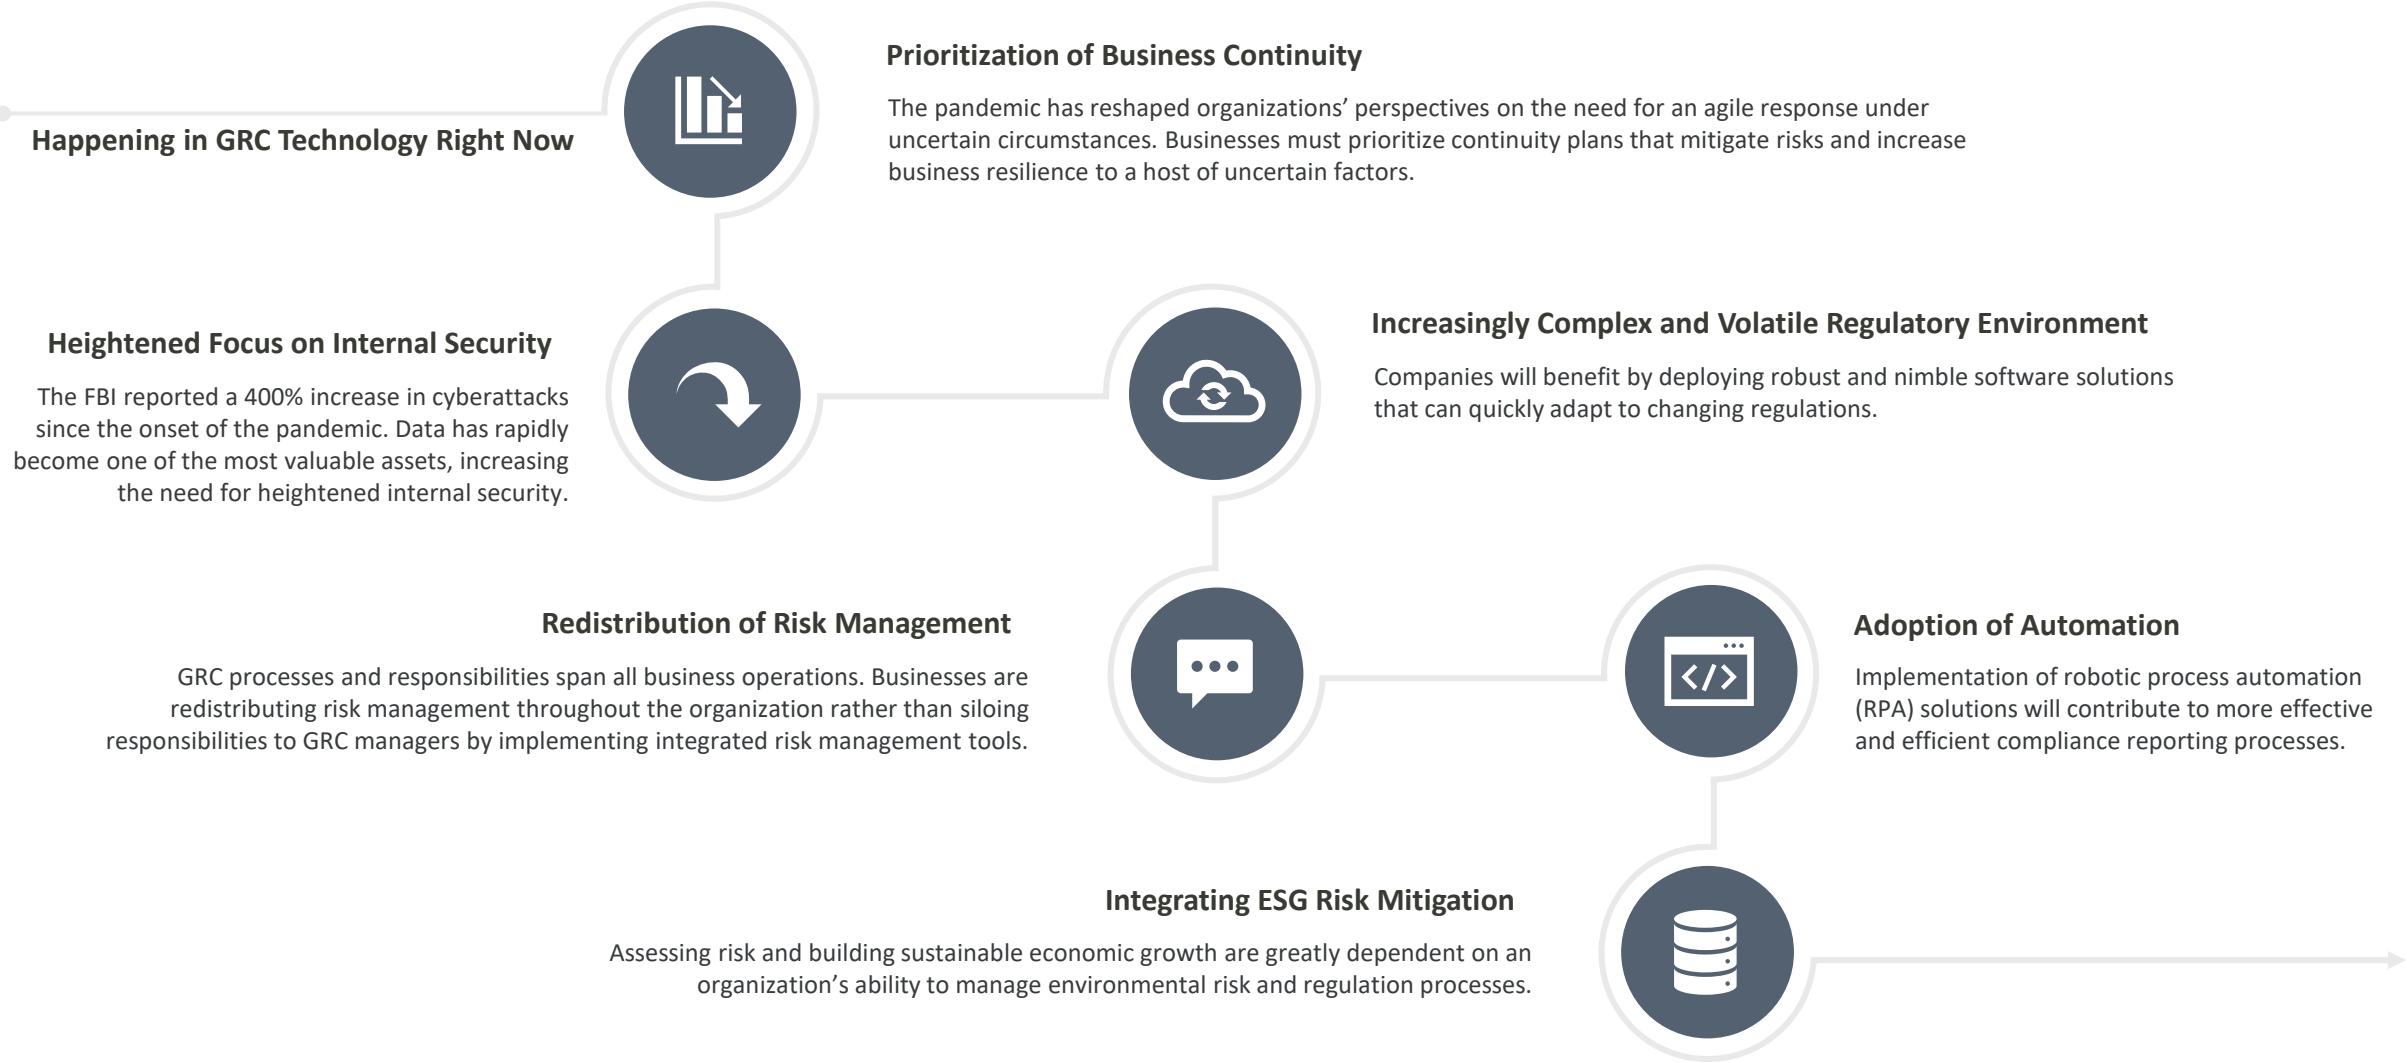 Happening in GRC Technology Right Now
Prioritization of Business Continuity
The pandemic has reshaped organizations’ perspectives on the need for an agile response under
uncertain circumstances. Businesses must prioritize continuity plans that mitigate risks and increase
business resilience to a host of uncertain factors.
Heightened Focus on Internal Security
The FBI reported a 400% increase in cyberattacks
since the onset of the pandemic. Data has rapidly
become one of the most valuable assets, increasing
the need for heightened internal security.
Increasingly Complex and Volatile Regulatory Environment
Companies will benefit by deploying robust and nimble software solutions
that can quickly adapt to changing regulations.
Redistribution of Risk Management
GRC processes and responsibilities span all business operations. Businesses are
redistributing risk management throughout the organization rather than siloing
responsibilities to GRC managers by implementing integrated risk management tools.
Adoption of Automation
Implementation of robotic process automation
(RPA) solutions will contribute to more effective
and efficient compliance reporting processes.
Integrating ESG Risk Mitigation
Assessing risk and building sustainable economic growth are greatly dependent on an
organization’s ability to manage environmental risk and regulation processes.